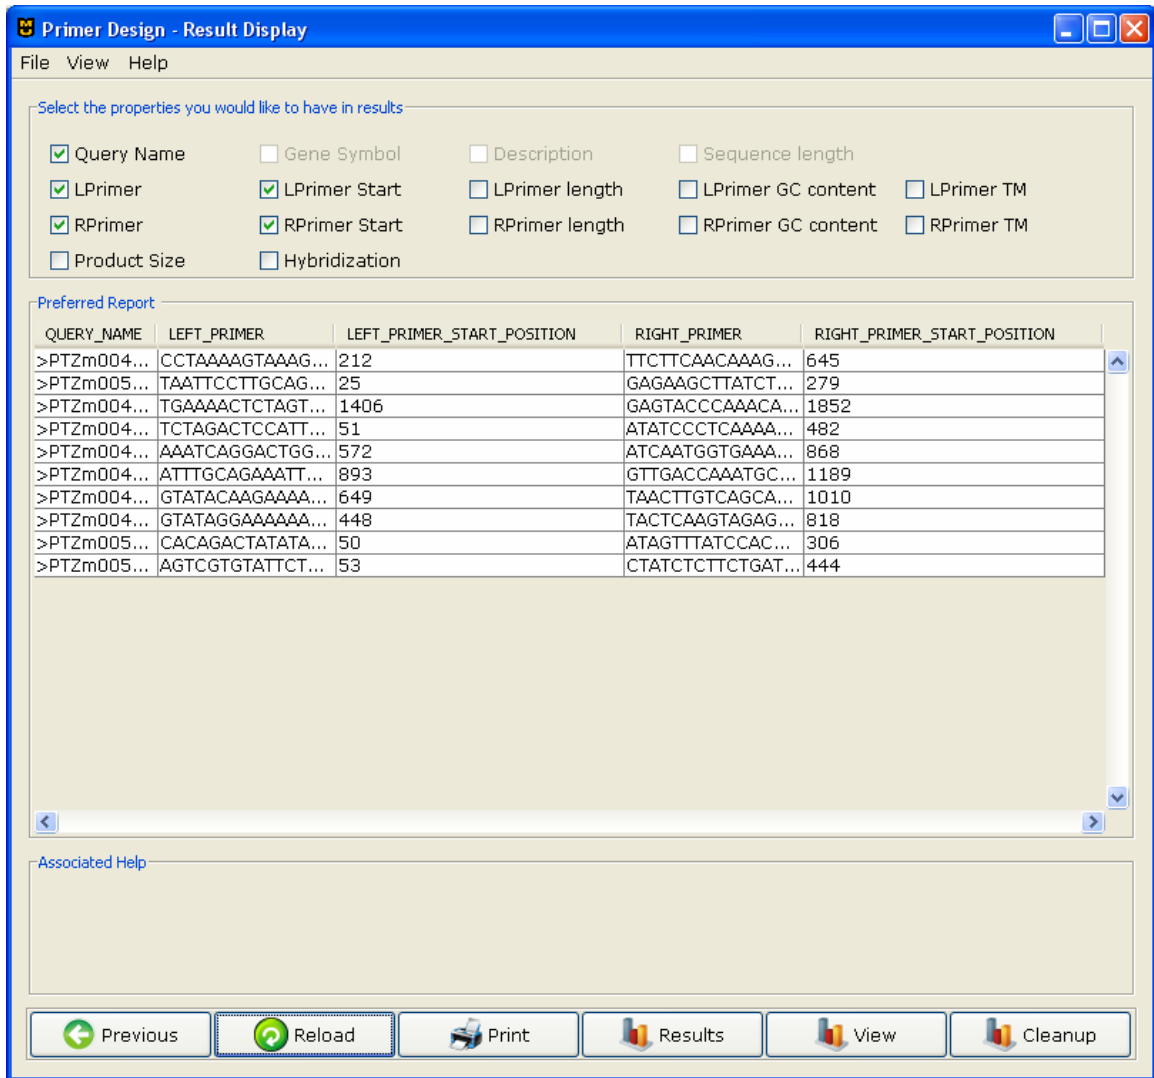 Primer Design - Result Display
File View Help
Select the properties you would like to have in results
Query Name Gene Symbol Description Sequence length
LPrimer LPrimer Start LPrimer length LPrimer GC content LPrimer TM
RPrimer RPrimer Start RPrimer length RPrimer GC content RPrimer TM
Product Size Hybridization
Preferred Report
QUERY_NAME LEFT_PRIMER LEFT_PRIMER_START_POSITION RIGHT_PRIMER RIGHT_PRIMER_START_POSITION
>PTZm004... CCTAAAAGTAAAG... 212 TTCTTCAACAAAG... 645
>PTZm005... TAATTCCTTGCAG... 25 GAGAAGCTTATCT... 279
>PTZm004... TGAAAACTCTAGT... 1406 GAGTACCCAAACA... 1852
>PTZm004... TCTAGACTCCATT... 51 ATATCCCTCAAAA... 482
>PTZm004... AAATCAGGACTGG... 572 ATCAATGGTGAAA... 868
>PTZm004... ATTTGCAGAAATT... 893 GTTGACCAAATGC... 1189
>PTZm004... GTATACAAGAAAA... 649 TAACTTGTCAGCA... 1010
>PTZm004... GTATAGGAAAAAA... 448 TACTCAAGTAGAG... 818
>PTZm005... CACAGACTATATA... 50 ATAGTTTATCCAC... 306
>PTZm005... AGTCGTGTATTCT... 53 CTATCTCTTCTGAT... 444
Associated Help
Previous Reload Print Results View Cleanup